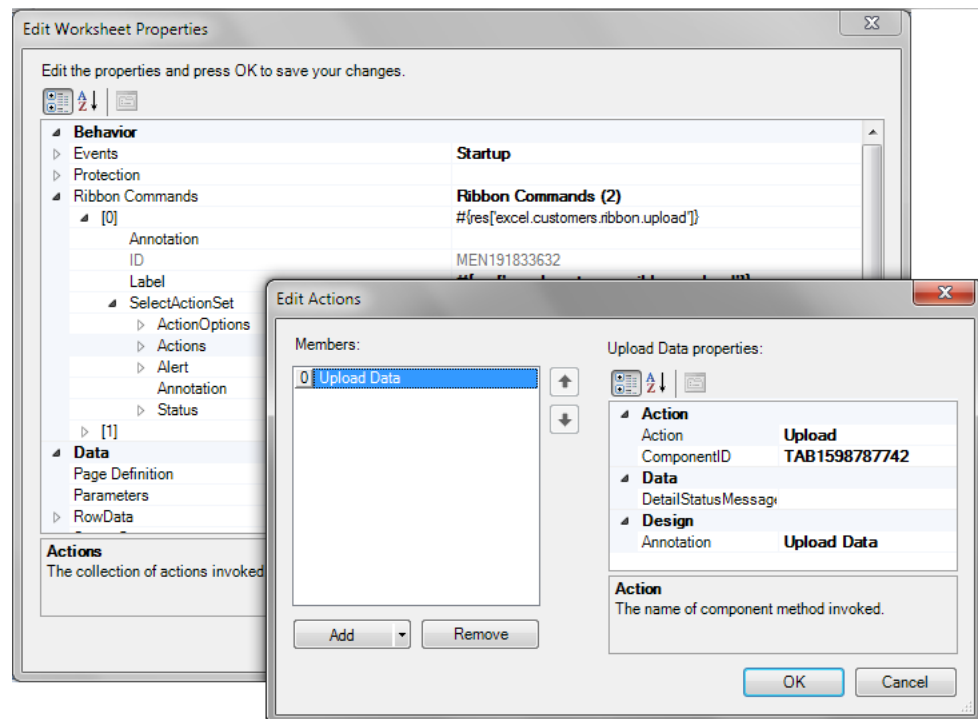 Edit Worksheet Properties
Edit the properties and press OK to save your changes.
Behavior
Events Startup
Protection
Ribbon Commands Ribbon Commands (2)
[0] #{res['excel.customers.ribbon.upload']}
Annotation
ID MEN191833632
Label
SelectActionSet
ActionOptions
Actions
Alert
Annotation
Status
[1]
Data
Page Definition
Parameters
RowData
Actions
The collection of actions invoked
Edit Actions
Members:
0 Upload Data
Add
Remove
Upload Data properties:
Action
Action Upload
ComponentID TAB1598787742
Data
DetailStatusMessage
Design
Annotation Upload Data
Action
The name of component method invoked.
OK
Cancel